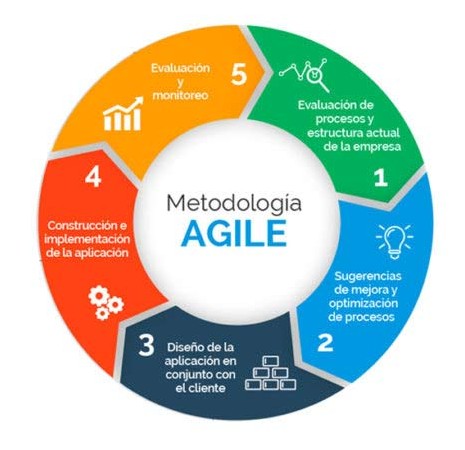 Metodología
AGILE
Evaluación de
procesos y
estructura actual
de la empresa
1
Sugerencias
de mejora y
optimización
de procesos
2
3
Diseño de la
aplicación en
conjunto con
el cliente
4
Construcción e
implementación
de la aplicación
5
Evaluación
y
monitoreo